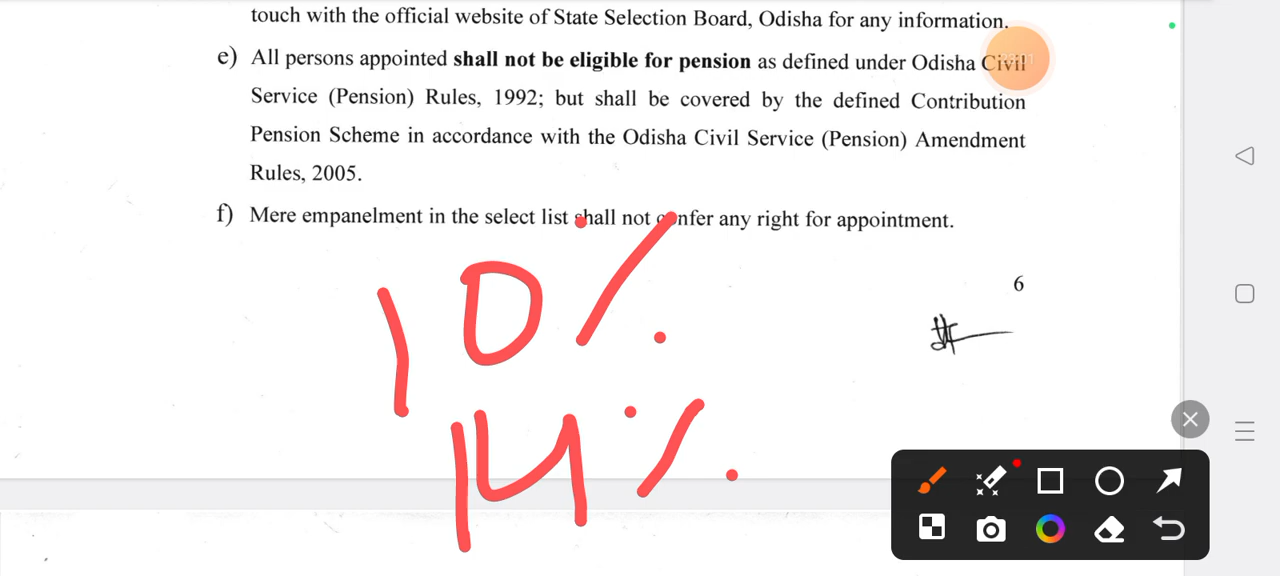 touch with the official website of State Selection Board, Odisha for any information.
e) All persons appointed shall not be eligible for pension as defined under Odisha Civil
Service (Pension) Rules, 1992; but shall be covered by the defined Contribution
Pension Scheme in accordance with the Odisha Civil Service (Pension) Amendment
Rules, 2005.
f) Mere empanelment in the select list shall not confer any right for appointment.
10%
6
14%